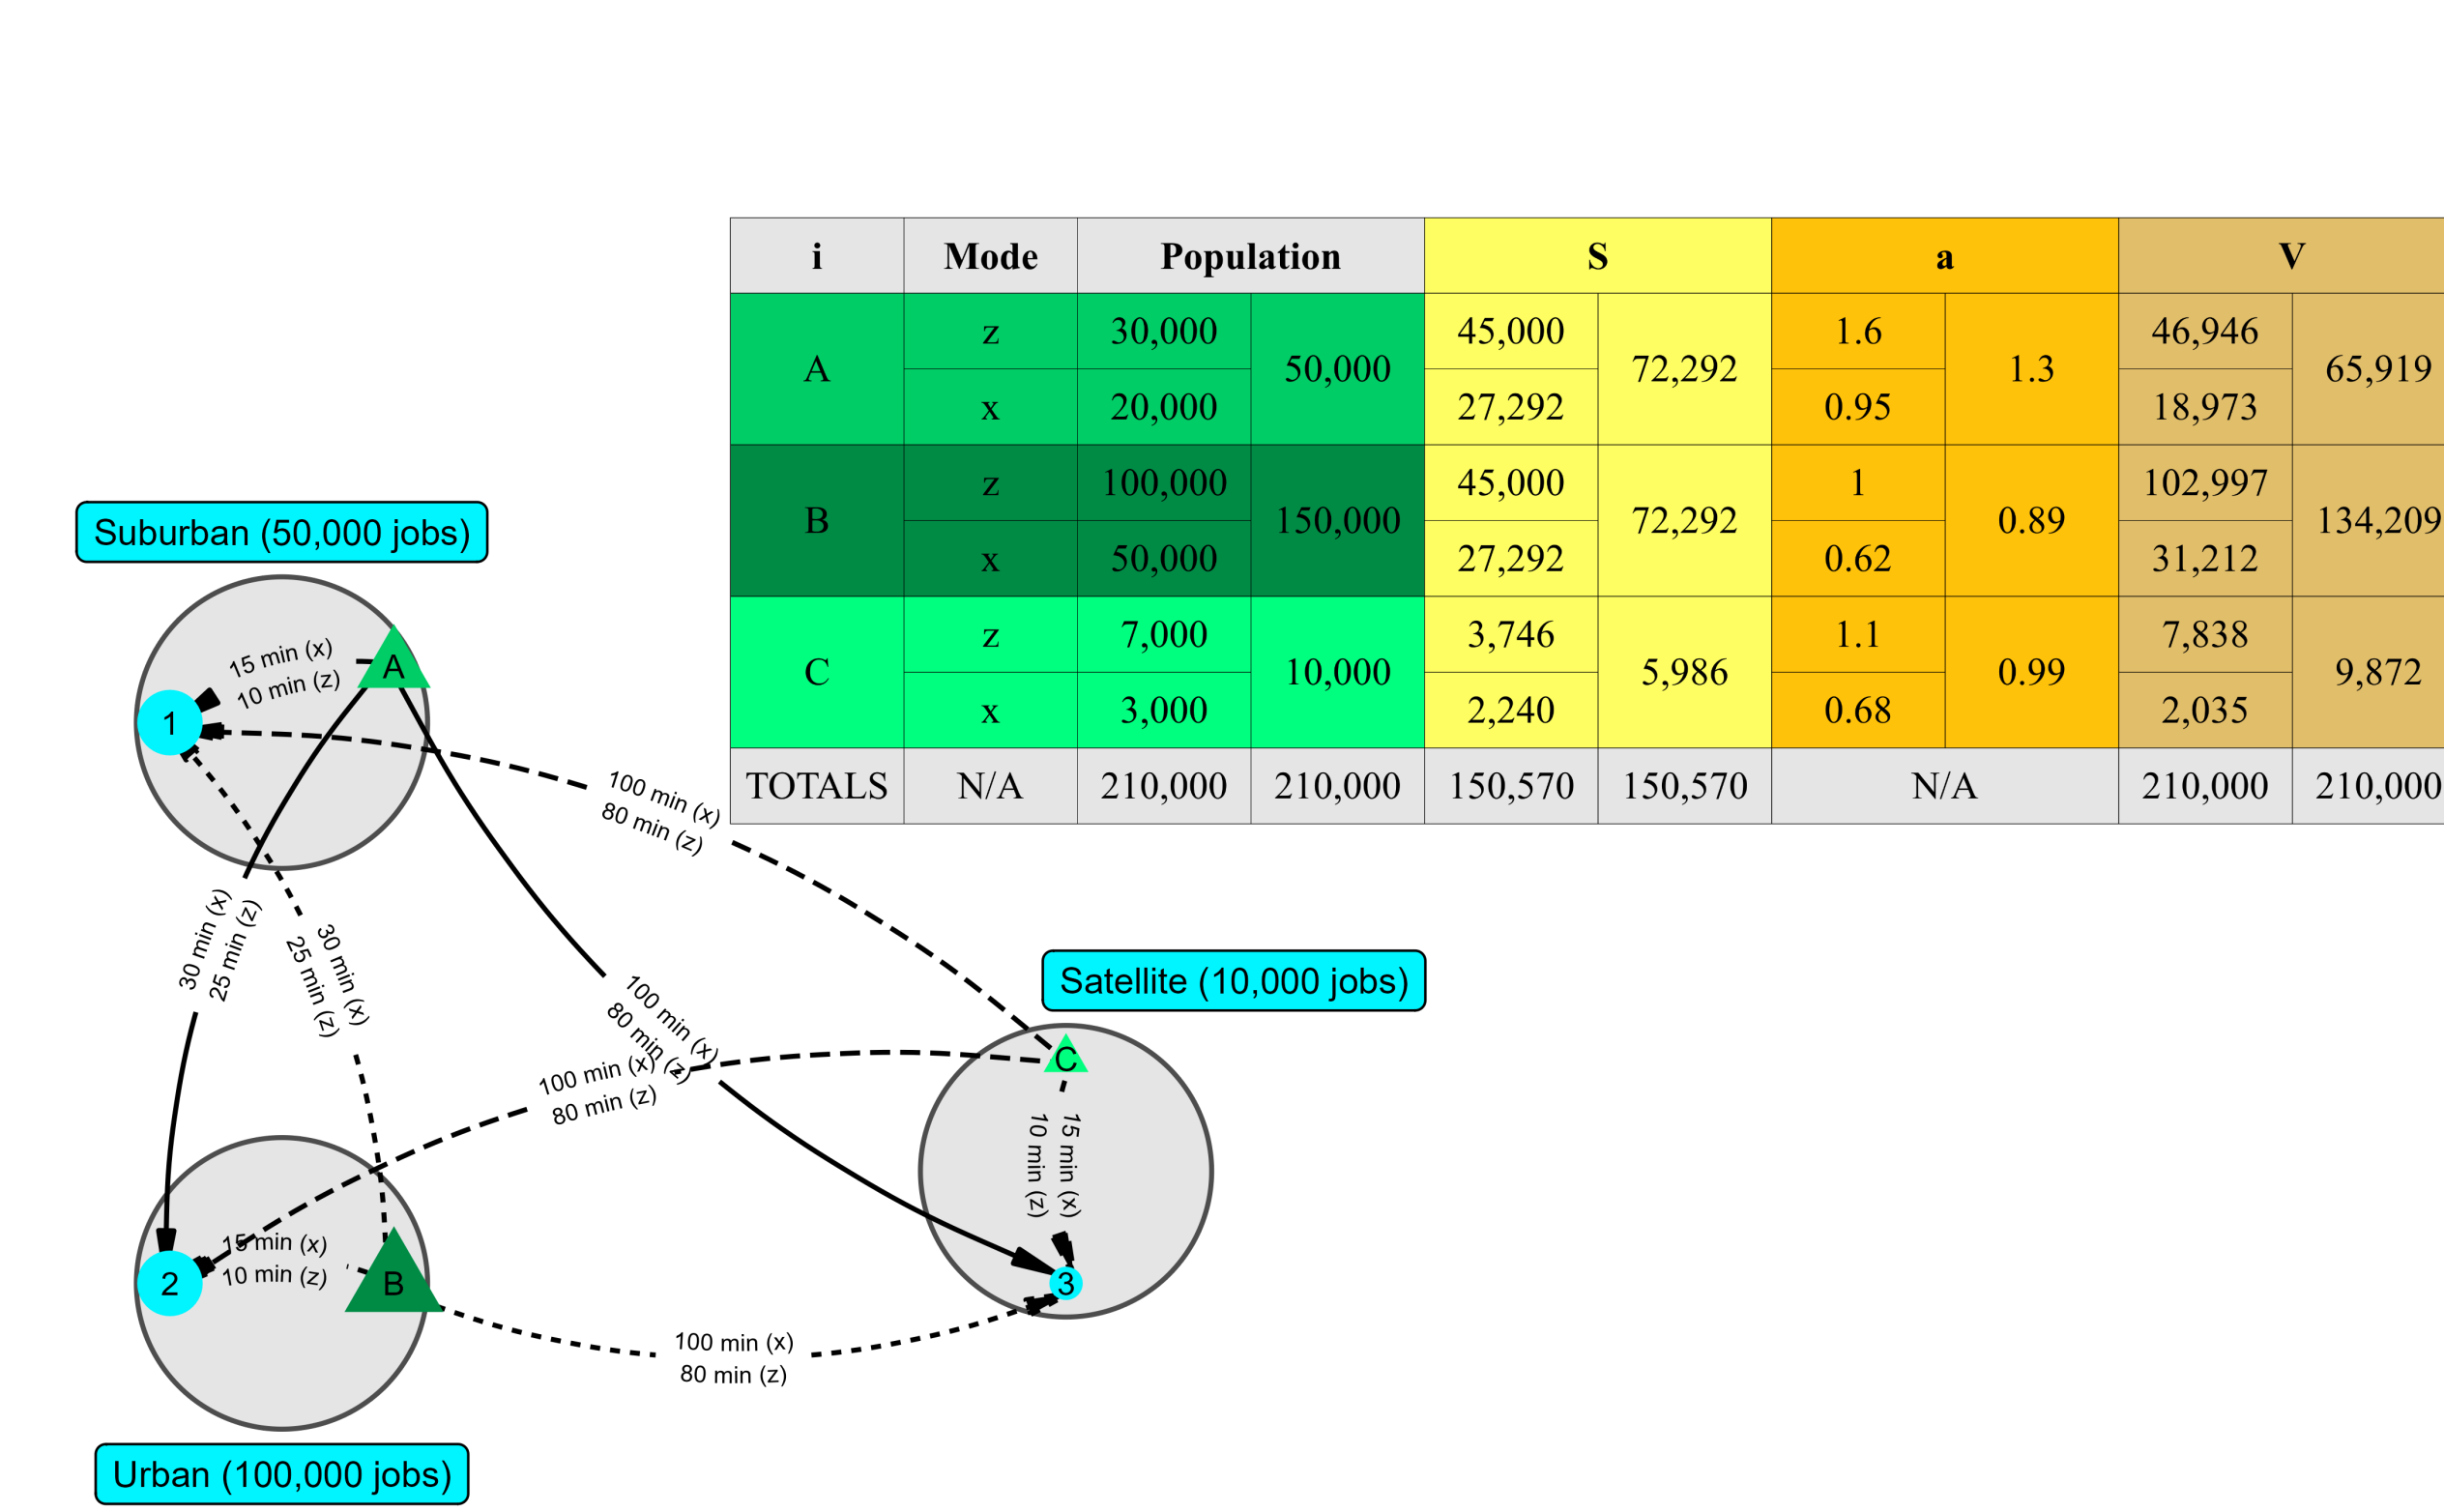 i Mode Population S a V
A z 30,000 50,000 45,000 72,292 1.6 1.3 46,946 65,919
x 20,000 27,292 0.95 18,973
B z 100,000 150,000 45,000 72,292 1 0.89 102,997 134,209
x 50,000 27,292 0.62 31,212
C z 7,000 10,000 3,746 5,986 1.1 0.99 7,838 9,872
x 3,000 2,240 0.68 2,035
TOTALS N/A 210,000 210,000 150,570 150,570 N/A 210,000 210,000
Suburban (50,000 jobs)
15 min (x)
10 min (z)
A
1
100 min (x)
80 min (z)
30 min (x)
25 min (z)
30 min (x)
25 min (z)
100 min (x)
80 min (z)
Satellite (10,000 jobs)
C
100 min (x)
80 min (z)
15 min (x)
10 min (z)
15 min (x)
10 min (z)
2
B
3
100 min (x)
80 min (z)
Urban (100,000 jobs)